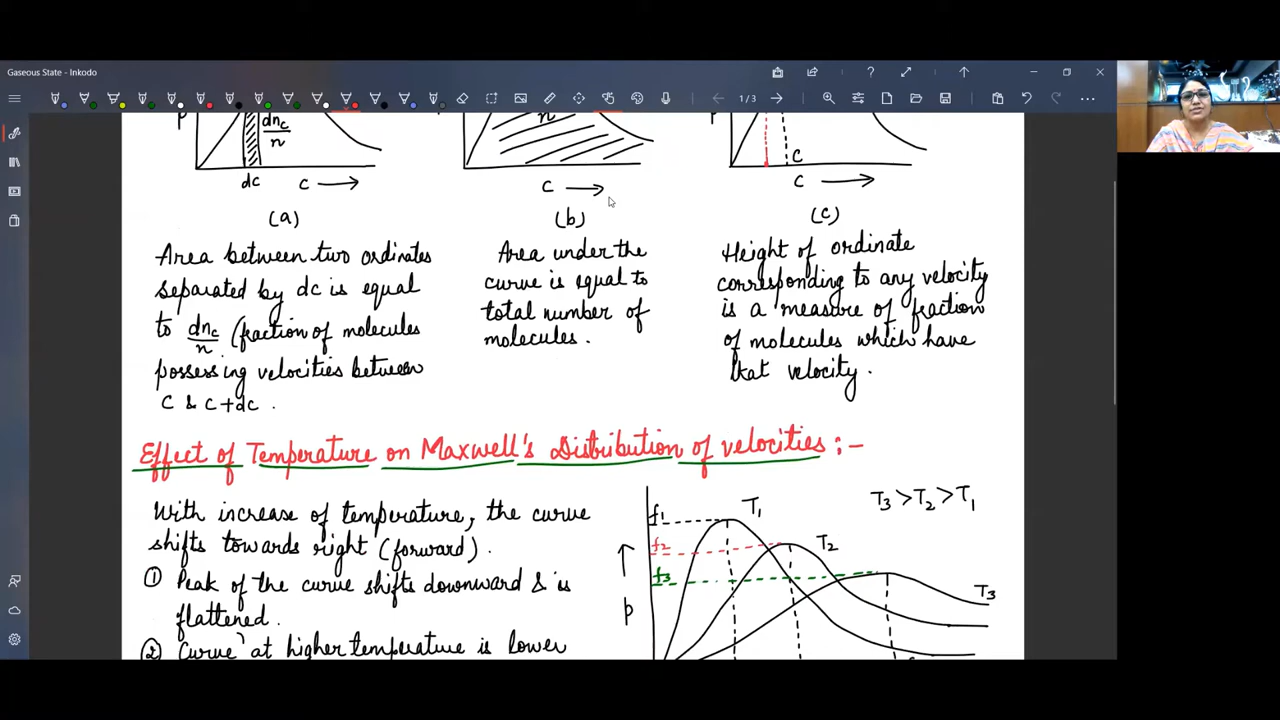 Gaseous State - Inkodo
1/3
P
dnc
n
dc
c
(a)
n
c
(b)
c
c
(c)
Area between two ordinates
separated by dc is equal
to dnc/n (fraction of molecules
possessing velocities between
c & c+dc .
Area under the
curve is equal to
total number of
molecules .
Height of ordinate
corresponding to any velocity
is a measure of fraction
of molecules which have
that velocity .
Effect of Temperature on Maxwell's Distribution of velocities :-
With increase of temperature, the curve
shifts towards right (forward) .
① Peak of the curve shifts downward & is
flattened .
② Curve at higher temperature is lower
T3 > T2 > T1
f1
T1
f2
T2
f3
T3
P